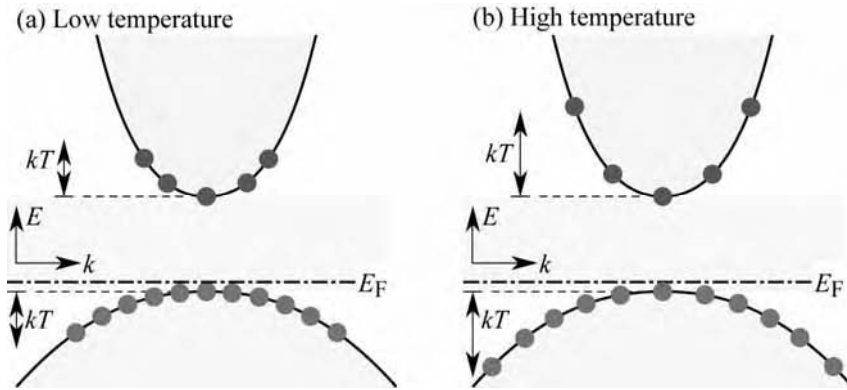 (a) Low temperature
kT
E
k
E_F
kT
(b) High temperature
kT
E
k
E_F
kT